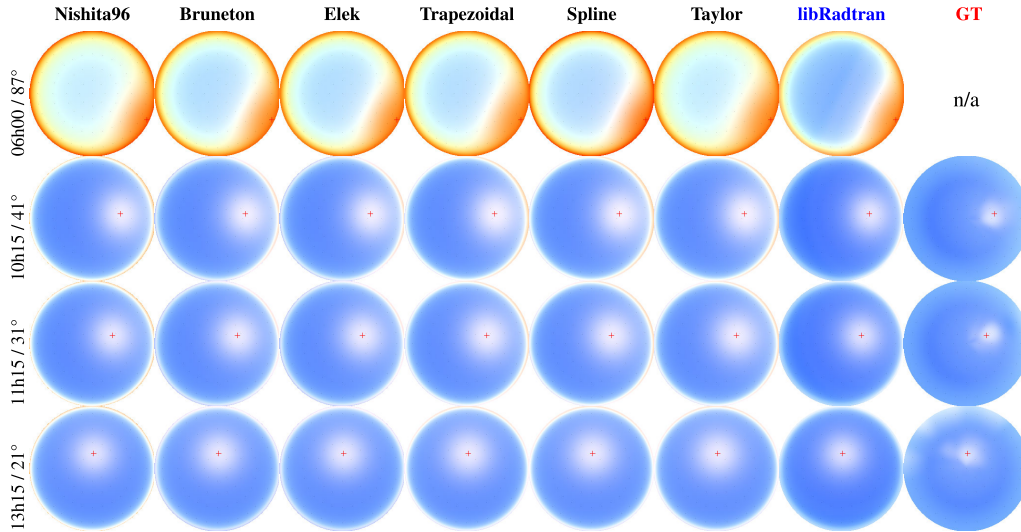 Nishita96 Bruneton Elek Trapezoidal Spline Taylor libRadtran GT
06h00 / 87°
n/a
10h15 / 41°
11h15 / 31°
13h15 / 21°